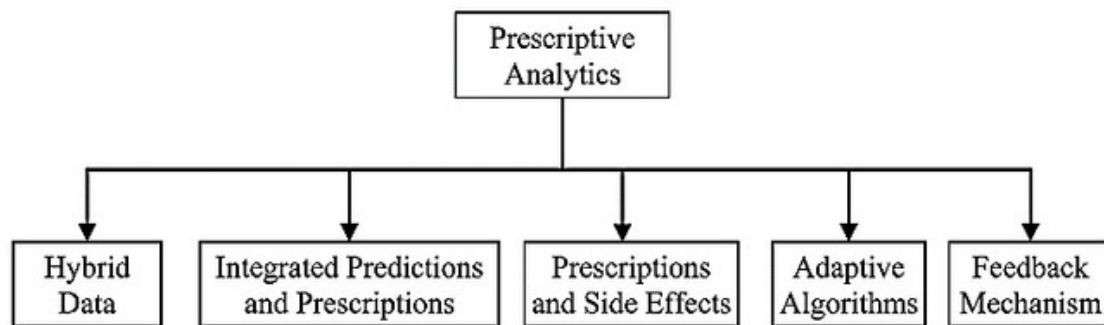 Prescriptive
Analytics
Hybrid
Data
Integrated Predictions
and Prescriptions
Prescriptions
and Side Effects
Adaptive
Algorithms
Feedback
Mechanism